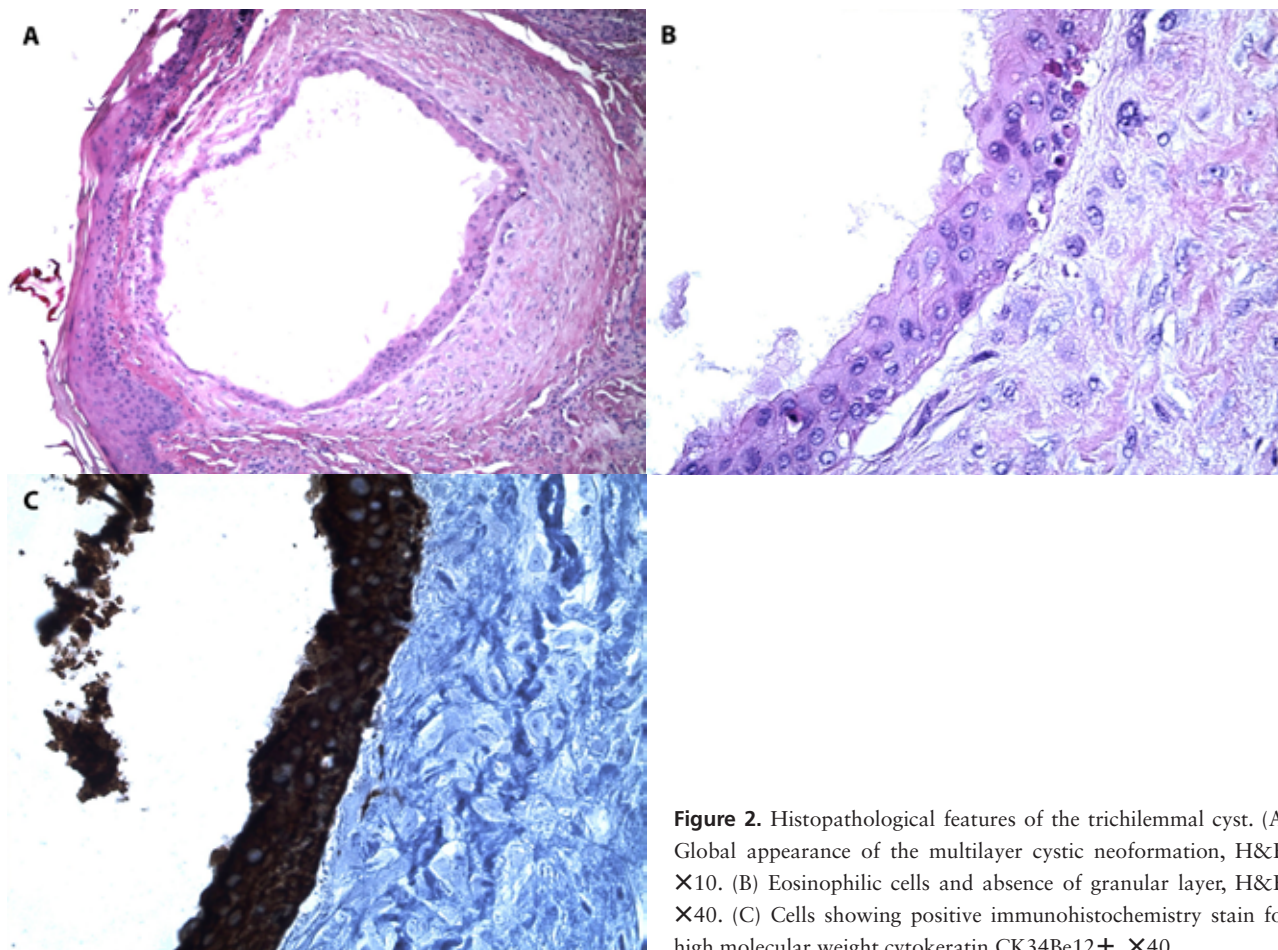 A
B
C
Figure 2. Histopathological features of the trichilemmal cyst. (A
Global appearance of the multilayer cystic neoformation, H&E
×10. (B) Eosinophilic cells and absence of granular layer, H&E
×40. (C) Cells showing positive immunohistochemistry stain fo
high molecular weight cytokeratin CK34Be12+, ×40